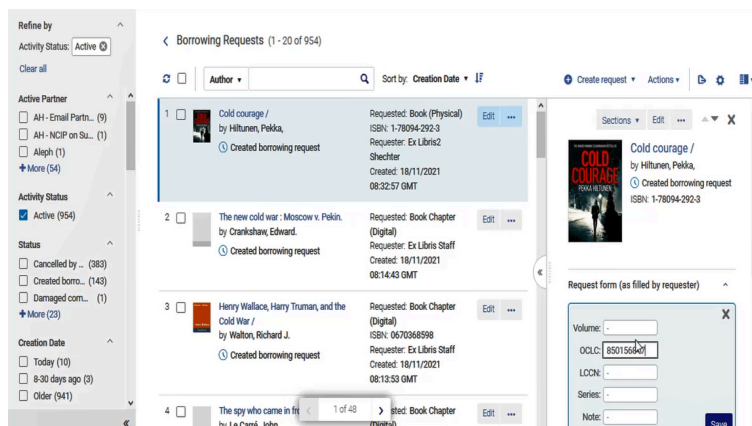 Refine by
Activity Status: Active
Clear all
Active Partner
AH - Email Partn... (9)
AH - NCIP on Su... (1)
Aleph (1)
+ More (54)
Activity Status
Active (954)
Status
Cancelled by ... (383)
Created borro... (143)
Damaged com... (1)
+ More (23)
Creation Date
Today (10)
8-30 days ago (3)
Older (941)
Borrowing Requests (1 - 20 of 954)
Author
Sort by: Creation Date
Create request
Actions
1
Cold courage /
by Hiltunen, Pekka,
Created borrowing request
Requested: Book (Physical)
ISBN: 1-78094-292-3
Requester: Ex Libris2
Shechter
Created: 18/11/2021
08:32:57 GMT
Edit
2
The new cold war : Moscow v. Pekin.
by Crankshaw, Edward.
Created borrowing request
Requested: Book Chapter
(Digital)
Requester: Ex Libris Staff
Created: 18/11/2021
08:14:43 GMT
Edit
3
Henry Wallace, Harry Truman, and the
Cold War /
by Walton, Richard J.
Created borrowing request
Requested: Book Chapter
(Digital)
ISBN: 0670368598
Requester: Ex Libris Staff
Created: 18/11/2021
08:13:53 GMT
Edit
4
The spy who came in
by Le Carré, John
Book Chapter
(Digital)
Edit
1 of 48
Sections
Edit
X
COLD
COURAGE
PEKKA HILTUNEN
Cold courage /
by Hiltunen, Pekka,
Created borrowing request
ISBN: 1-78094-292-3
Request form (as filled by requester)
X
Volume: -
OCLC:
LCCN: -
Series: -
Note: -
Save